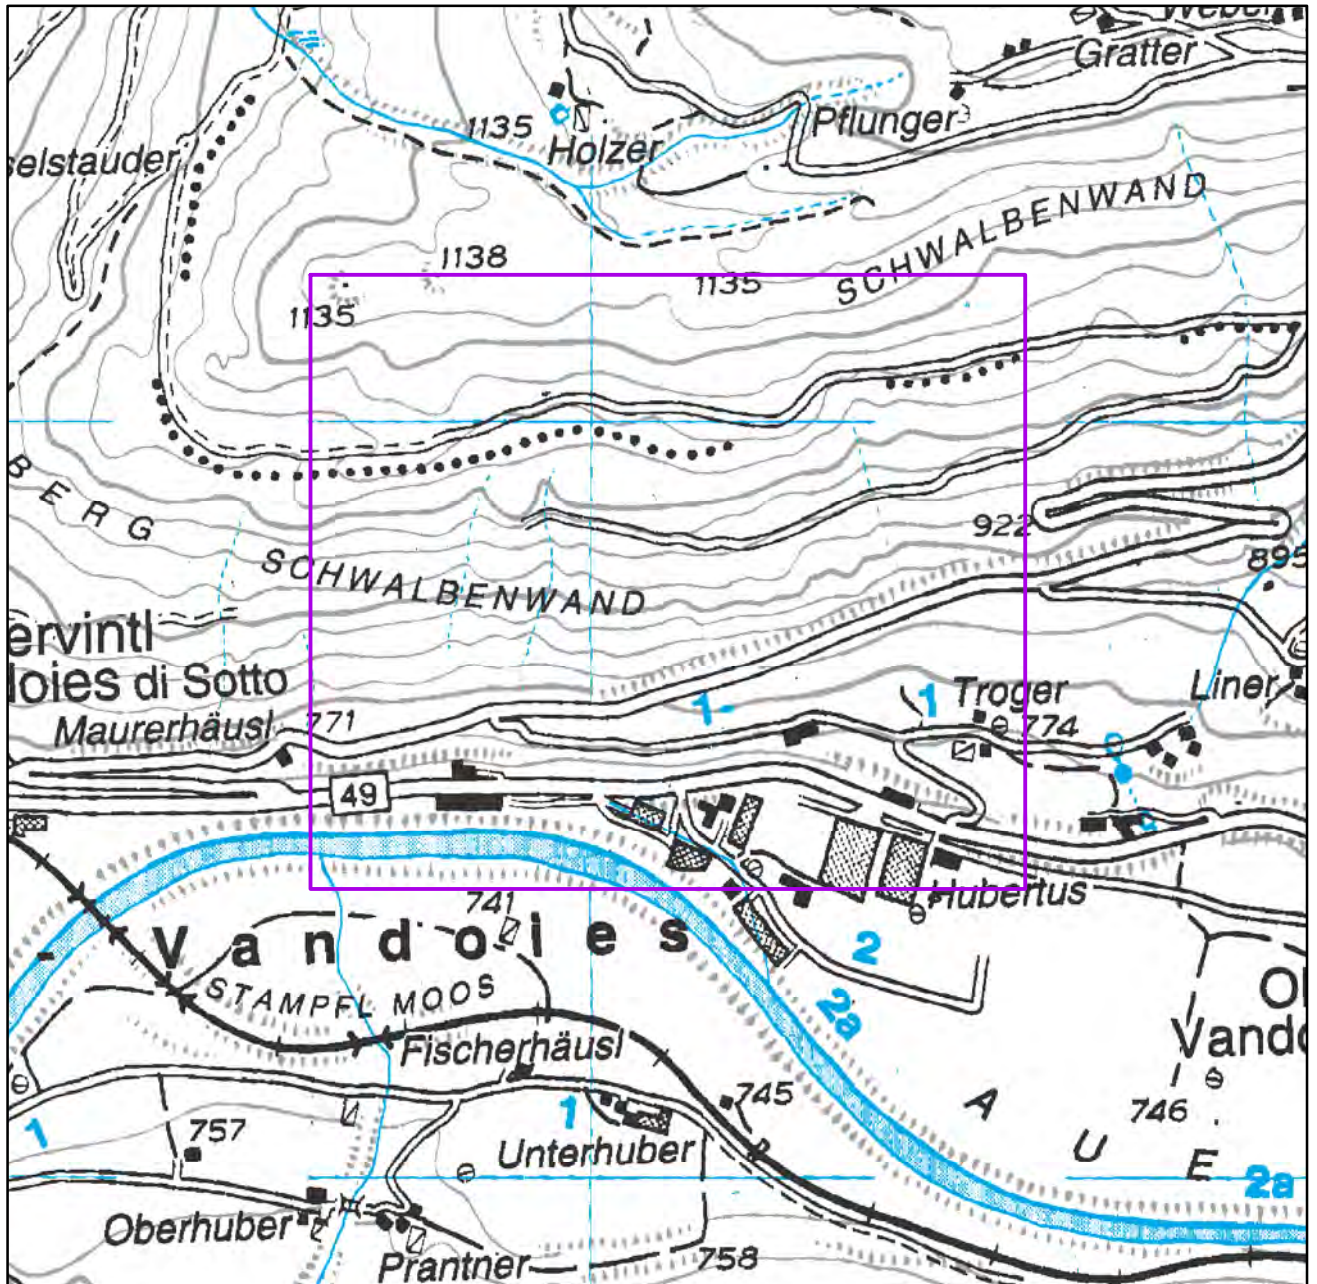 Weber
Gratter
1135
Pflunger
Holzer
selstauder
SCHWALBENWAND
1138
1135
1135
BERG
922
SCHWALBENWAND
895
ervintl
loies di Sotto
1
Troger
Liner
1-
Maurerhäusl
771
774
49
Hubertus
741
- Vandoies
2
STAMPFL MOOS
2a
O
Vando
Fischerhäusl
745
A
746
1
1
757
Unterhuber
U
E
2a
Oberhuber
Prantner
758